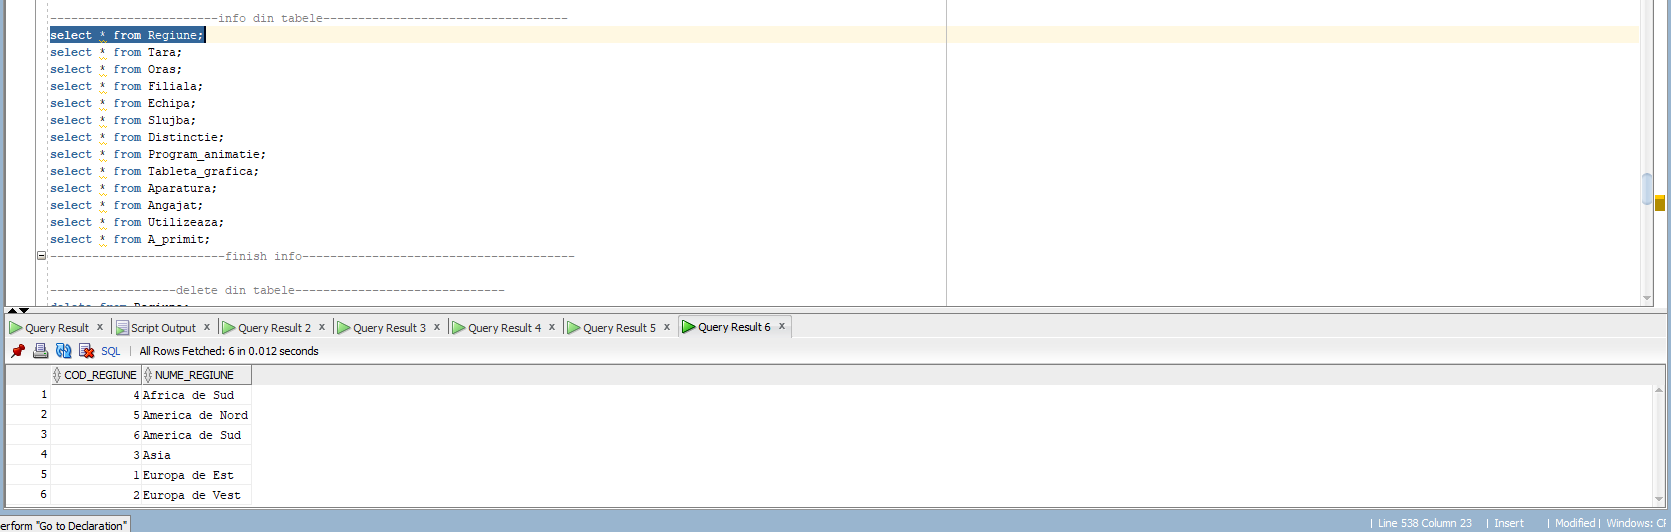 ------------------------info din tabele-----------------------------------
select * from Regiune;
select * from Tara;
select * from Oras;
select * from Filiala;
select * from Echipa;
select * from Slujba;
select * from Distinctie;
select * from Program_animatie;
select * from Tableta_grafica;
select * from Aparatura;
select * from Angajat;
select * from Utilizeaza;
select * from A_primit;
-------------------------finish info---------------------------------------
------------------delete din tabele------------------------------
delete from Regiune;
Query Result x Script Output x Query Result 2 x Query Result 3 x Query Result 4 x Query Result 5 x Query Result 6 x
SQL | All Rows Fetched: 6 in 0.012 seconds
COD_REGIUNE NUME_REGIUNE
1 4 Africa de Sud
2 5 America de Nord
3 6 America de Sud
4 3 Asia
5 1 Europa de Est
6 2 Europa de Vest
erform "Go to Declaration"
| Line 538 Column 23 | Insert | Modified | Windows: CF